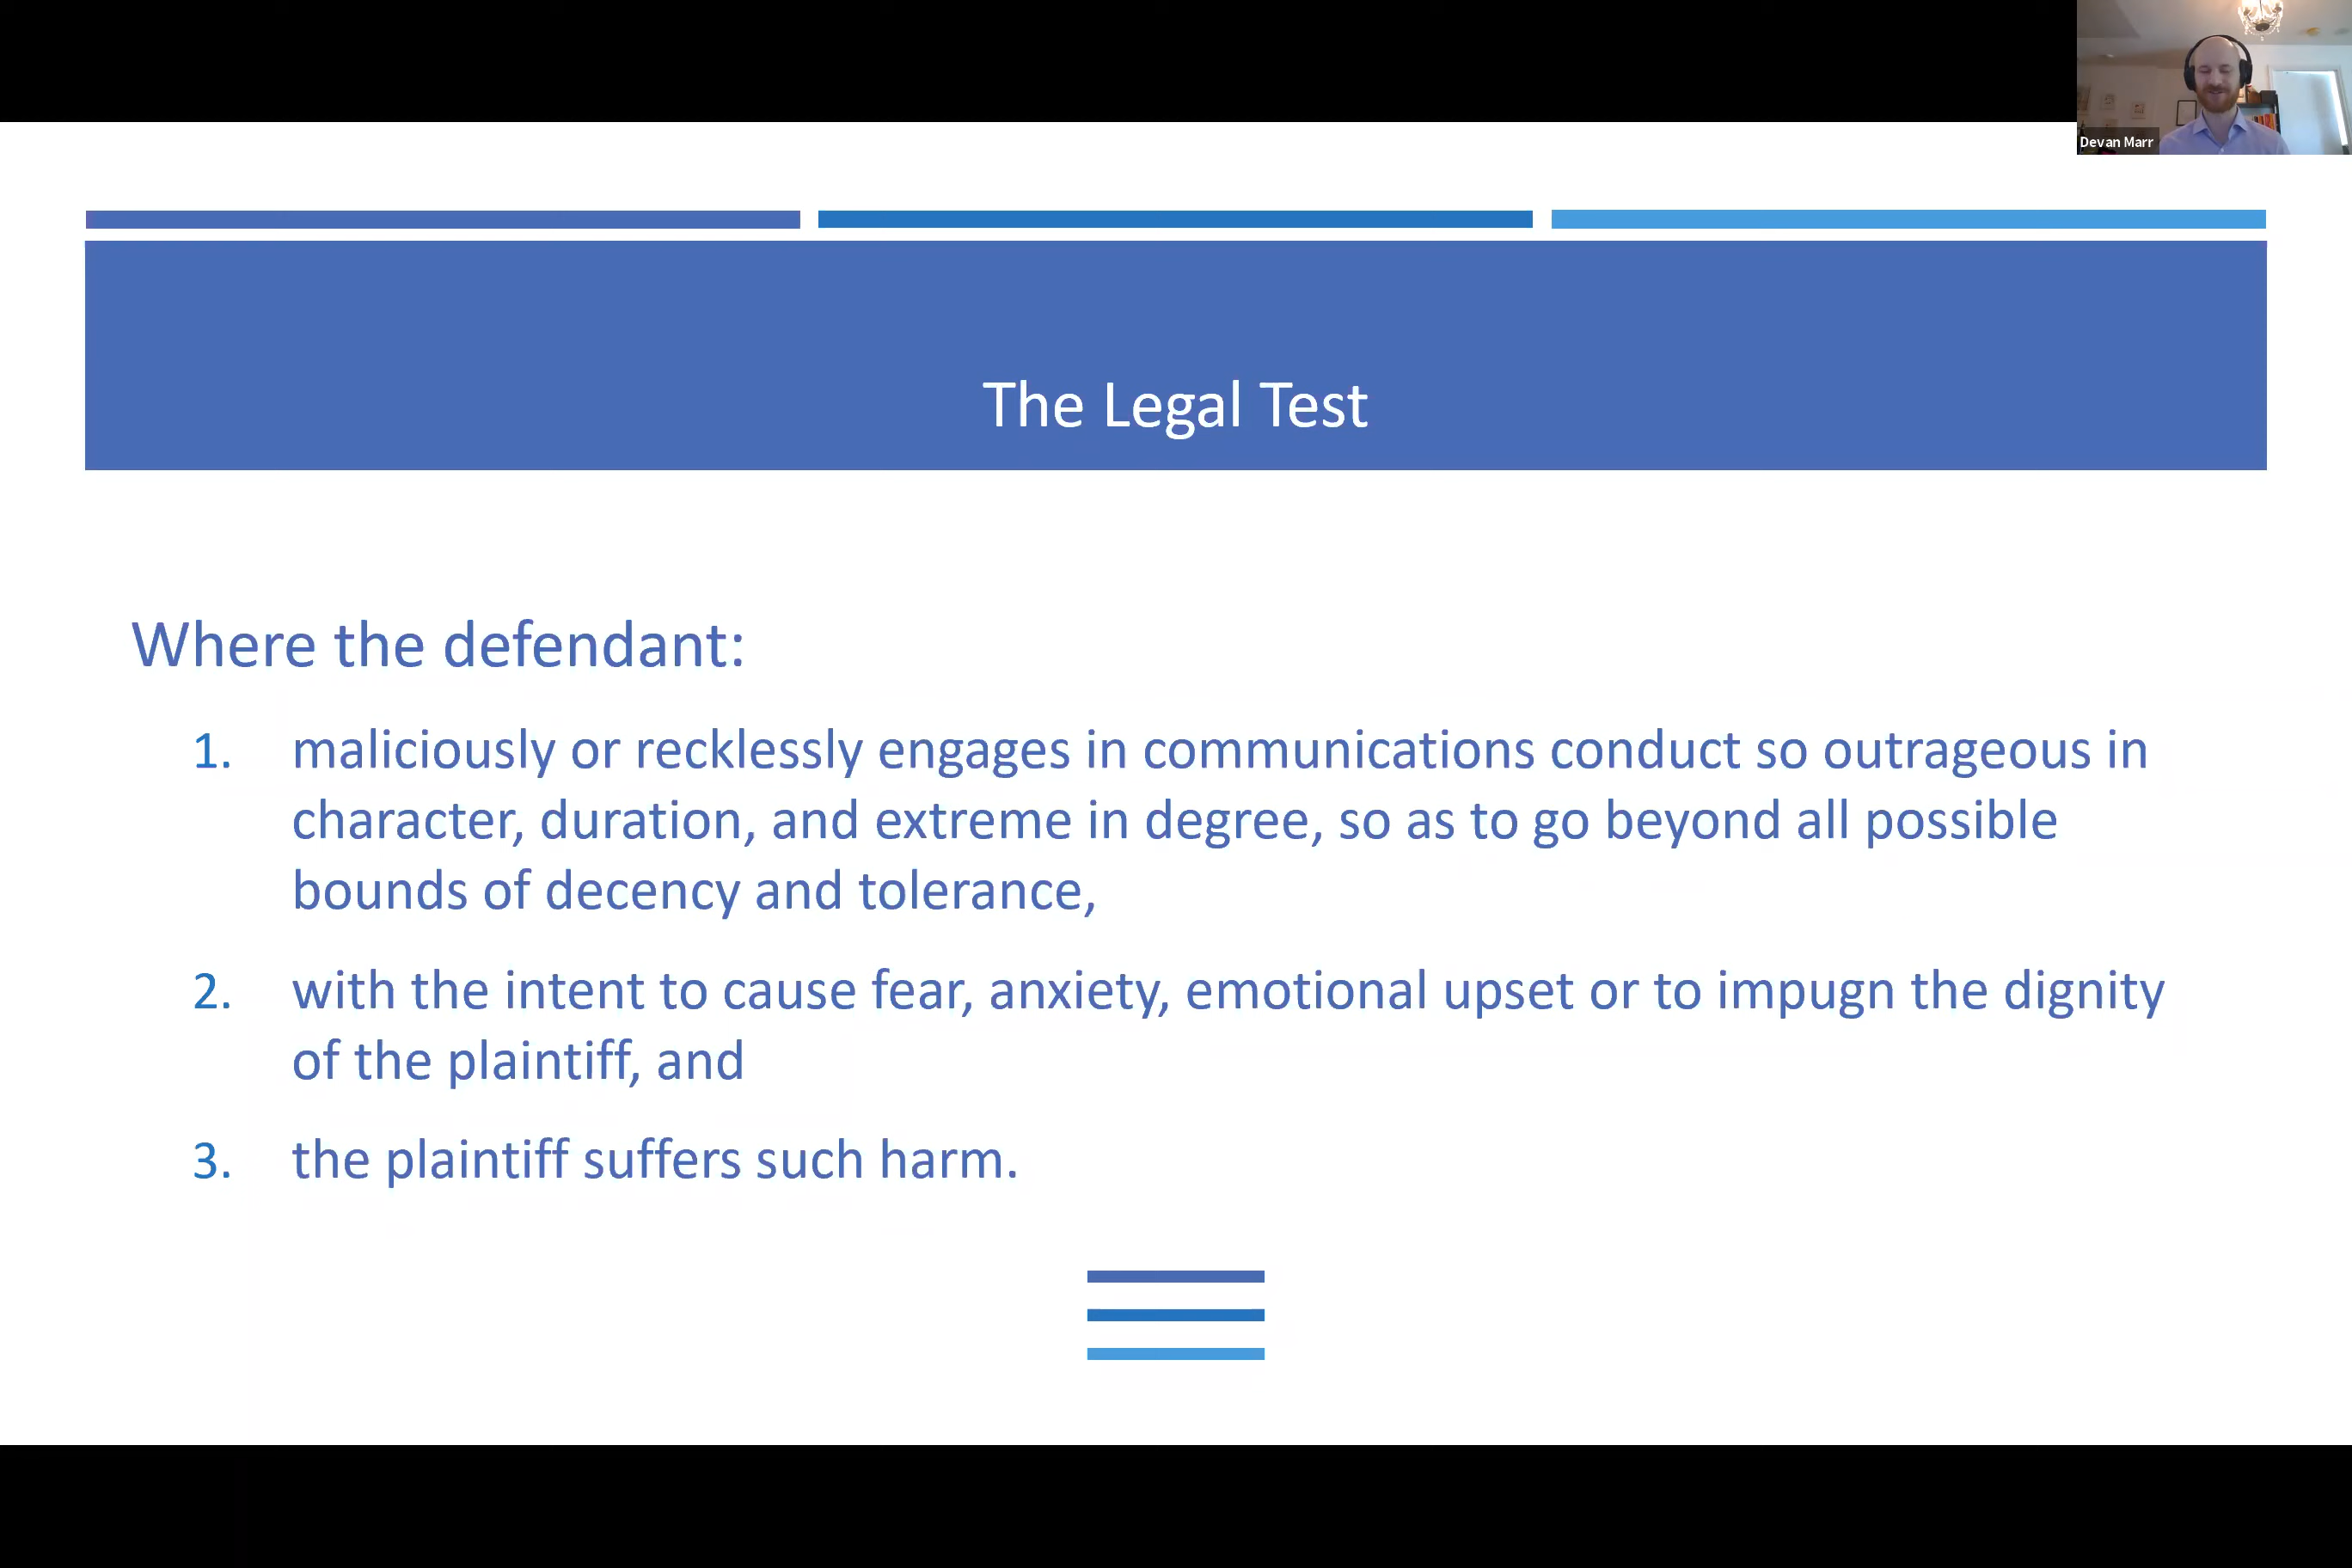 Devan Marr
The Legal Test
Where the defendant:
1. maliciously or recklessly engages in communications conduct so outrageous in
character, duration, and extreme in degree, so as to go beyond all possible
bounds of decency and tolerance,
2. with the intent to cause fear, anxiety, emotional upset or to impugn the dignity
of the plaintiff, and
3. the plaintiff suffers such harm.